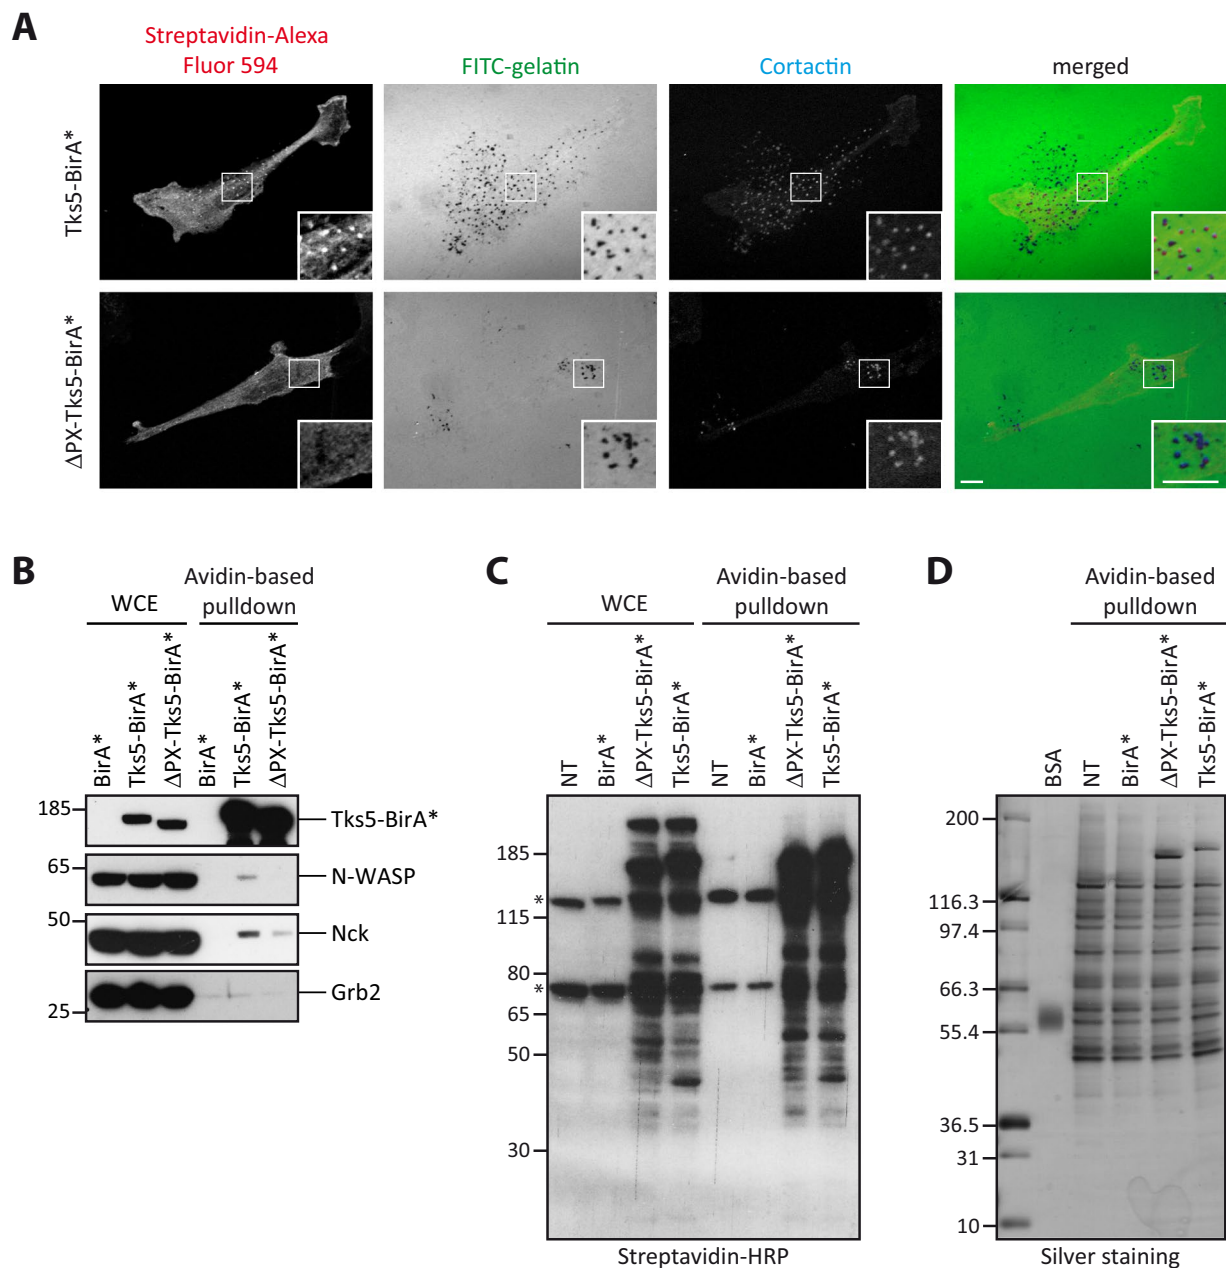 A
Streptavidin-Alexa
Fluor 594
FITC-gelatin
Cortactin
merged
Tks5-BirA*
ΔPX-Tks5-BirA*
B
WCE
Avidin-based
pulldown
BirA*
Tks5-BirA*
ΔPX-Tks5-BirA*
BirA*
Tks5-BirA*
ΔPX-Tks5-BirA*
185
Tks5-BirA*
65
N-WASP
50
Nck
Grb2
25
C
WCE
Avidin-based
pulldown
NT
BirA*
ΔPX-Tks5-BirA*
Tks5-BirA*
NT
BirA*
ΔPX-Tks5-BirA*
Tks5-BirA*
185
*
115
80
*
65
50
30
Streptavidin-HRP
D
Avidin-based
pulldown
BSA
NT
BirA*
ΔPX-Tks5-BirA*
Tks5-BirA*
200
116.3
97.4
66.3
55.4
36.5
31
10
Silver staining